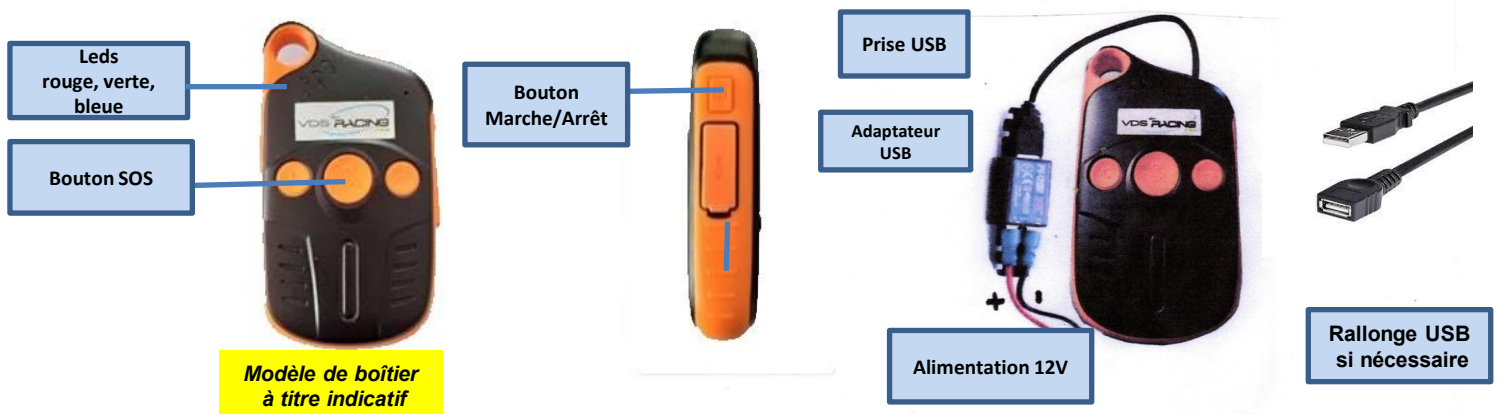 Leds
rouge, verte,
bleue
Bouton SOS
VDS RACING
Modèle de boîtier
à titre indicatif
Bouton
Marche/Arrêt
Prise USB
Adaptateur
USB
VDS RACING
+ -
Alimentation 12V
Rallonge USB
si nécessaire